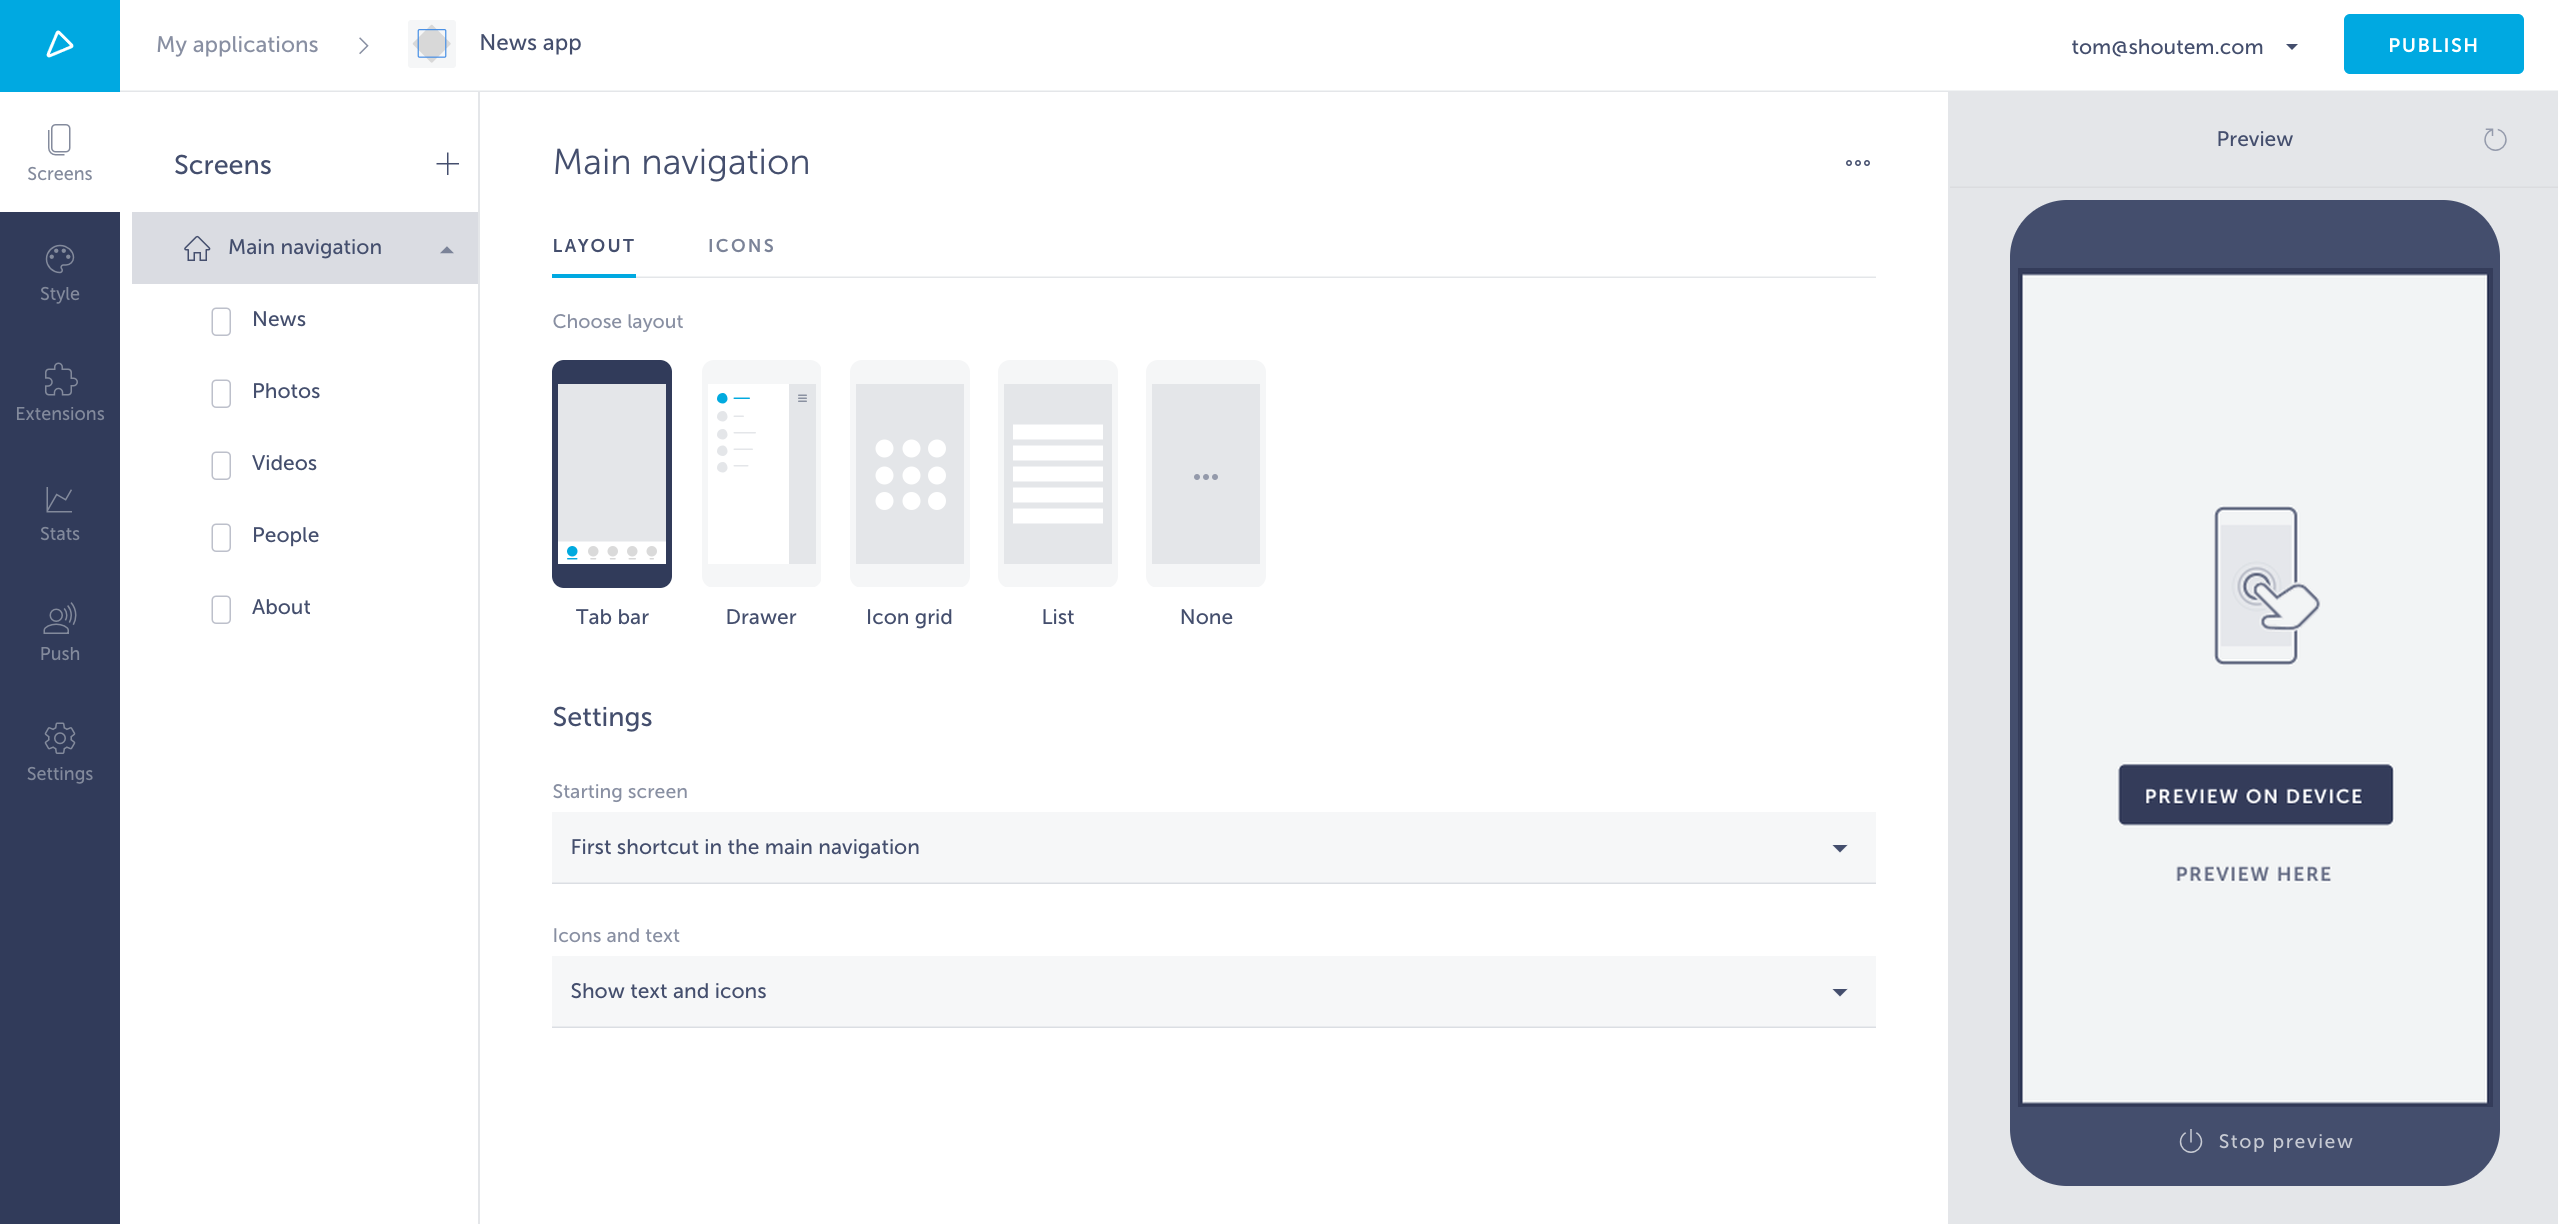 My applications
News app
tom@shoutem.com
PUBLISH
Screens
Style
Extensions
Stats
Push
Settings
Screens
Main navigation
News
Photos
Videos
People
About
Main navigation
LAYOUT
ICONS
Choose layout
Tab bar
Drawer
Icon grid
List
None
Settings
Starting screen
First shortcut in the main navigation
Icons and text
Show text and icons
Preview
PREVIEW ON DEVICE
PREVIEW HERE
Stop preview